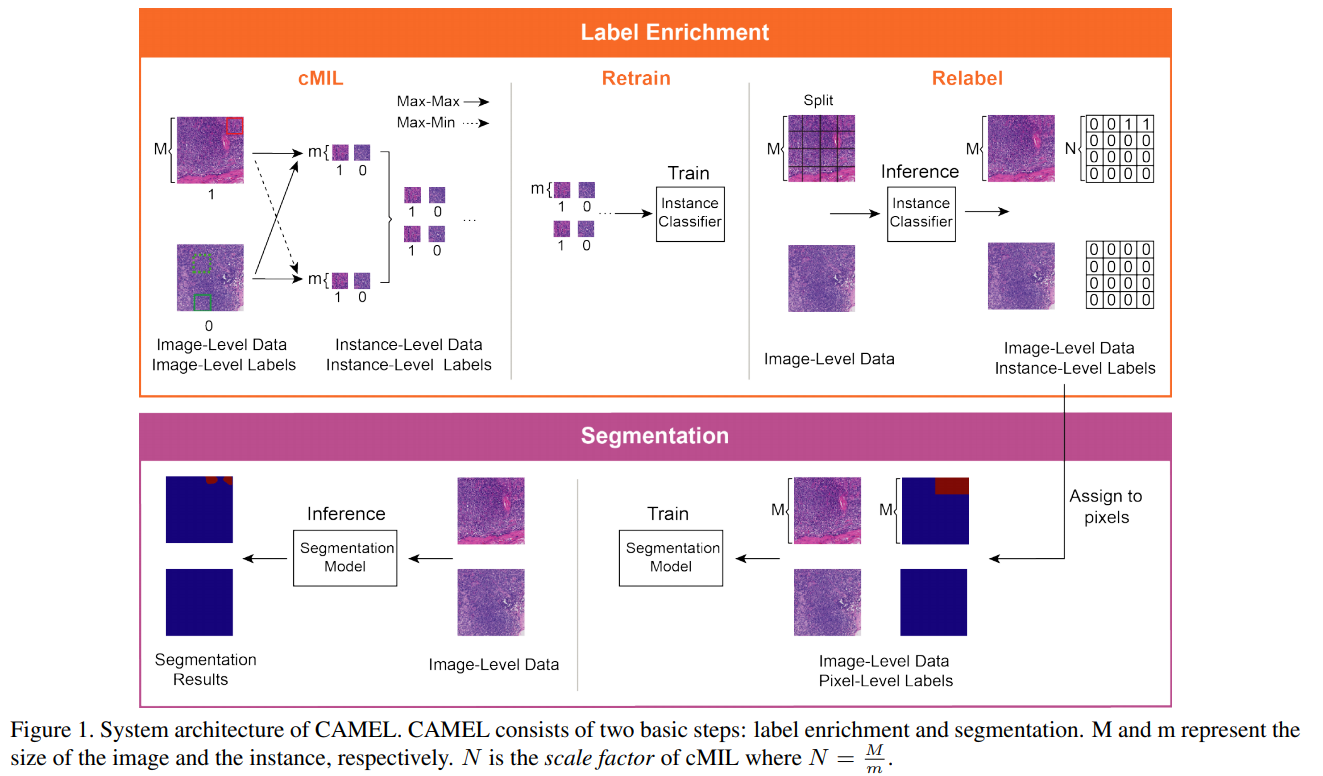 Label Enrichment
cMIL
Max-Max
Max-Min
M
1
0
m
1 0
m
1 0
1 0
1 0
...
Image-Level Data
Image-Level Labels
Instance-Level Data
Instance-Level Labels
Retrain
m
1 0
...
1 0
Train
Instance
Classifier
Relabel
Split
M
Image-Level Data
Inference
Instance
Classifier
M
N
0 0 1 1
0 0 0 0
0 0 0 0
0 0 0 0
0 0 0 0
0 0 0 0
0 0 0 0
0 0 0 0
Image-Level Data
Instance-Level Labels
Segmentation
Segmentation
Results
Inference
Segmentation
Model
Image-Level Data
Train
Segmentation
Model
M
M
Image-Level Data
Pixel-Level Labels
Assign to
pixels
Figure 1. System architecture of CAMEL. CAMEL consists of two basic steps: label enrichment and segmentation. M and m represent the
size of the image and the instance, respectively. N is the scale factor of cMIL where N = M/m.